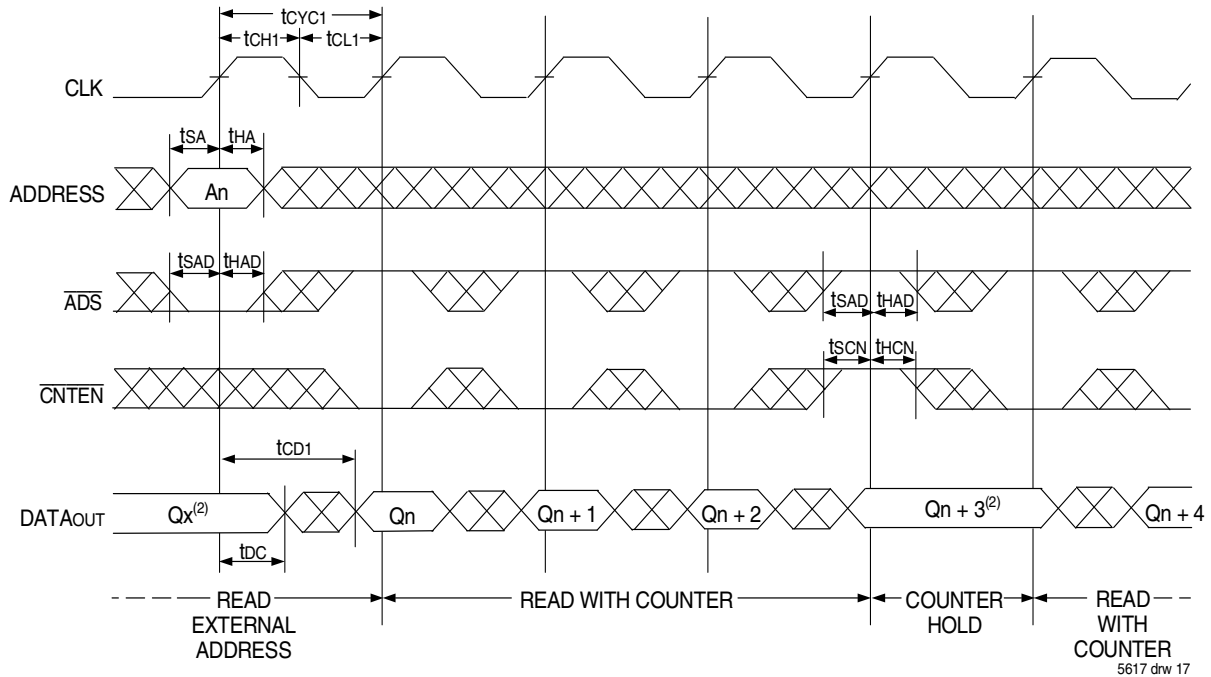 tCYC1
tCH1 tCL1
CLK
tSA tHA
ADDRESS An
tSAD tHAD
ADS
tSAD tHAD
tSCN tHCN
CNTEN
tCD1
DATAOUT Qx(2) Qn Qn + 1 Qn + 2 Qn + 3(2) Qn + 4
tDC
READ EXTERNAL ADDRESS
READ WITH COUNTER
COUNTER HOLD
READ WITH COUNTER
5617 drw 17